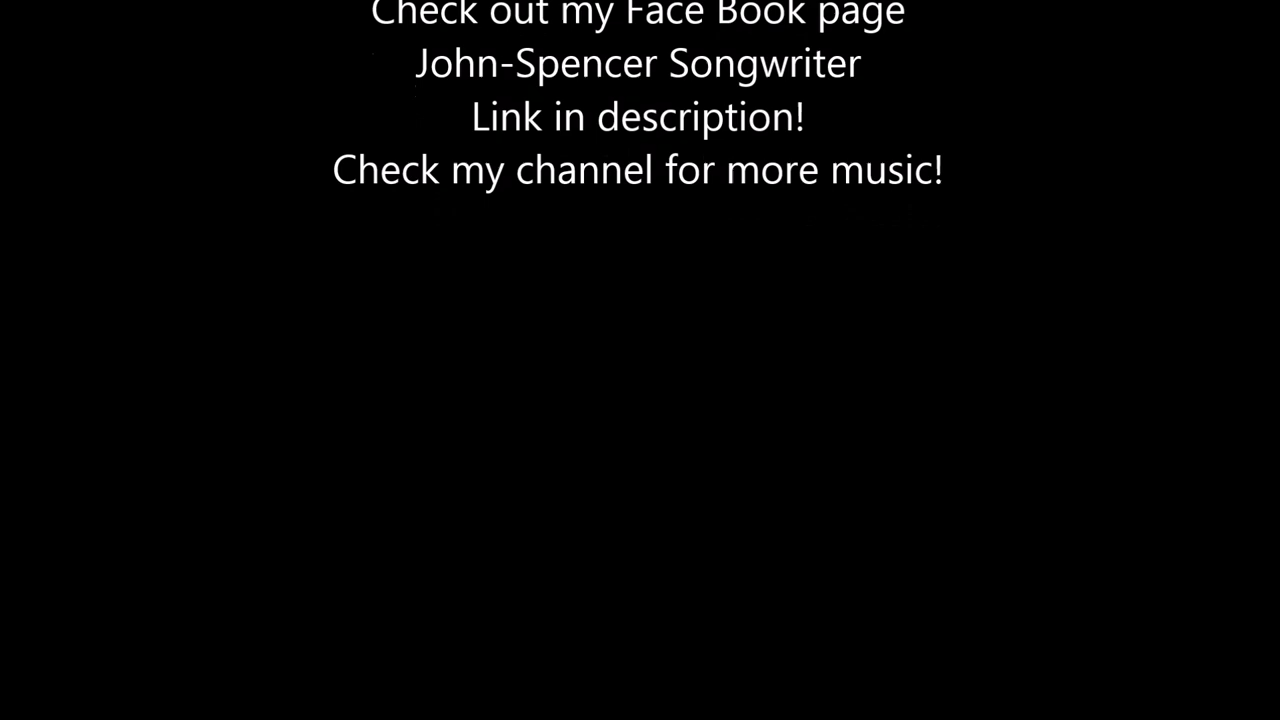 Check out my Face Book page
John-Spencer Songwriter
Link in description!
Check my channel for more music!